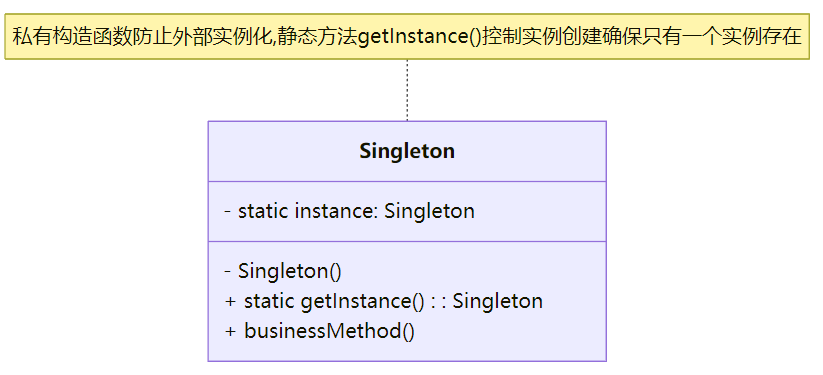 私有构造函数防止外部实例化,静态方法getInstance()控制实例创建确保只有一个实例存在
Singleton
- static instance: Singleton
- Singleton()
+ static getInstance() : : Singleton
+ businessMethod()